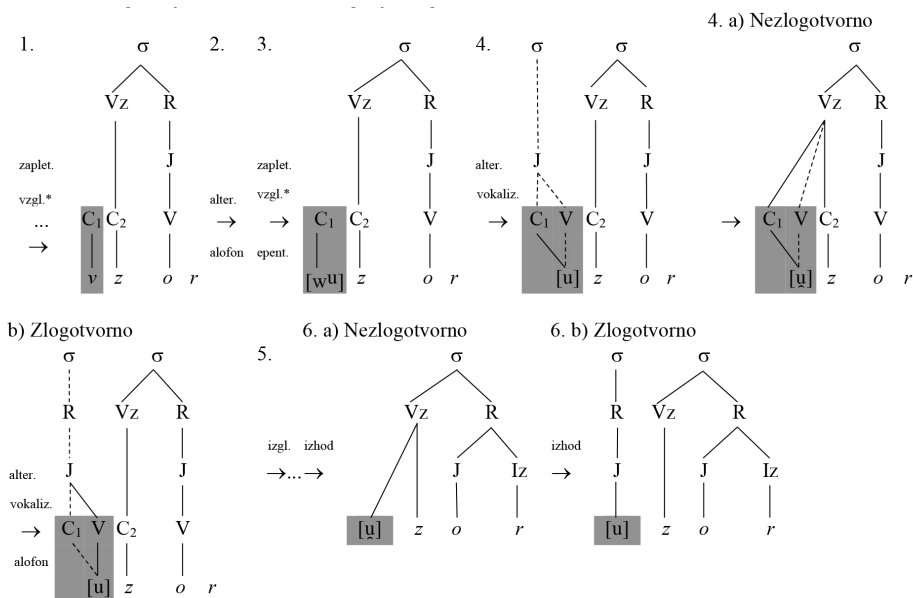 4. a) Nezlogotvorno
1. 2. 3. 4.
σ σ σ σ σ
Vz R Vz R Vz R Vz R
zaplet. J zaplet. J alter. J J J
vzgl.* alter. vzgl.* vokaliz.
... → C₁ C₂ V → → C₁ C₂ V → C₁ V C₂ V → C₁ V C₂ V
→ alofon epent.
v z o r [wu] z o r [u] z o r [u̯] z o r
b) Zlogotvorno 5. 6. a) Nezlogotvorno 6. b) Zlogotvorno
σ σ σ σ σ
R Vz R Vz R R Vz R
alter. J J izgl. izhod J Iz izhod J J Iz
vokaliz. →...→ →
→ C₁ V C₂ V [u̯] z o r [u] z o r
alofon
[u] z o r